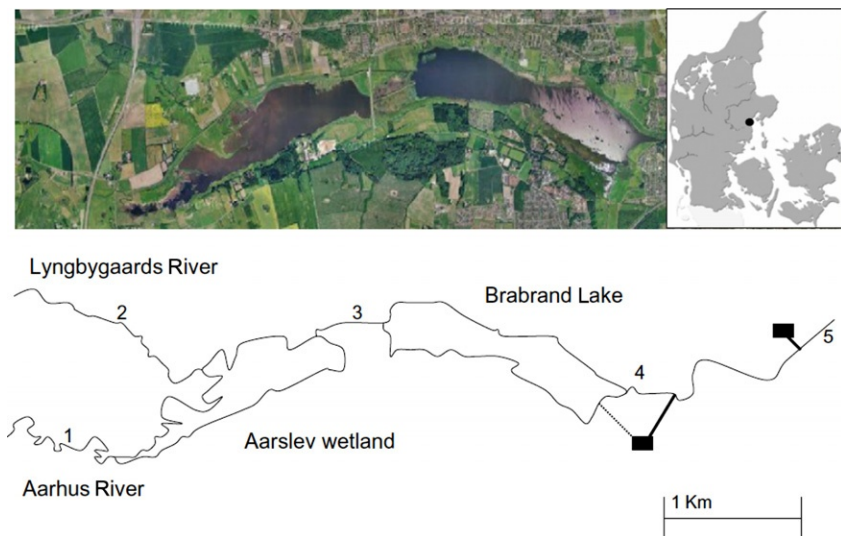 Lyngbygaards River
2
3
Brabrand Lake
4
5
1
Aarslev wetland
Aarhus River
1 Km